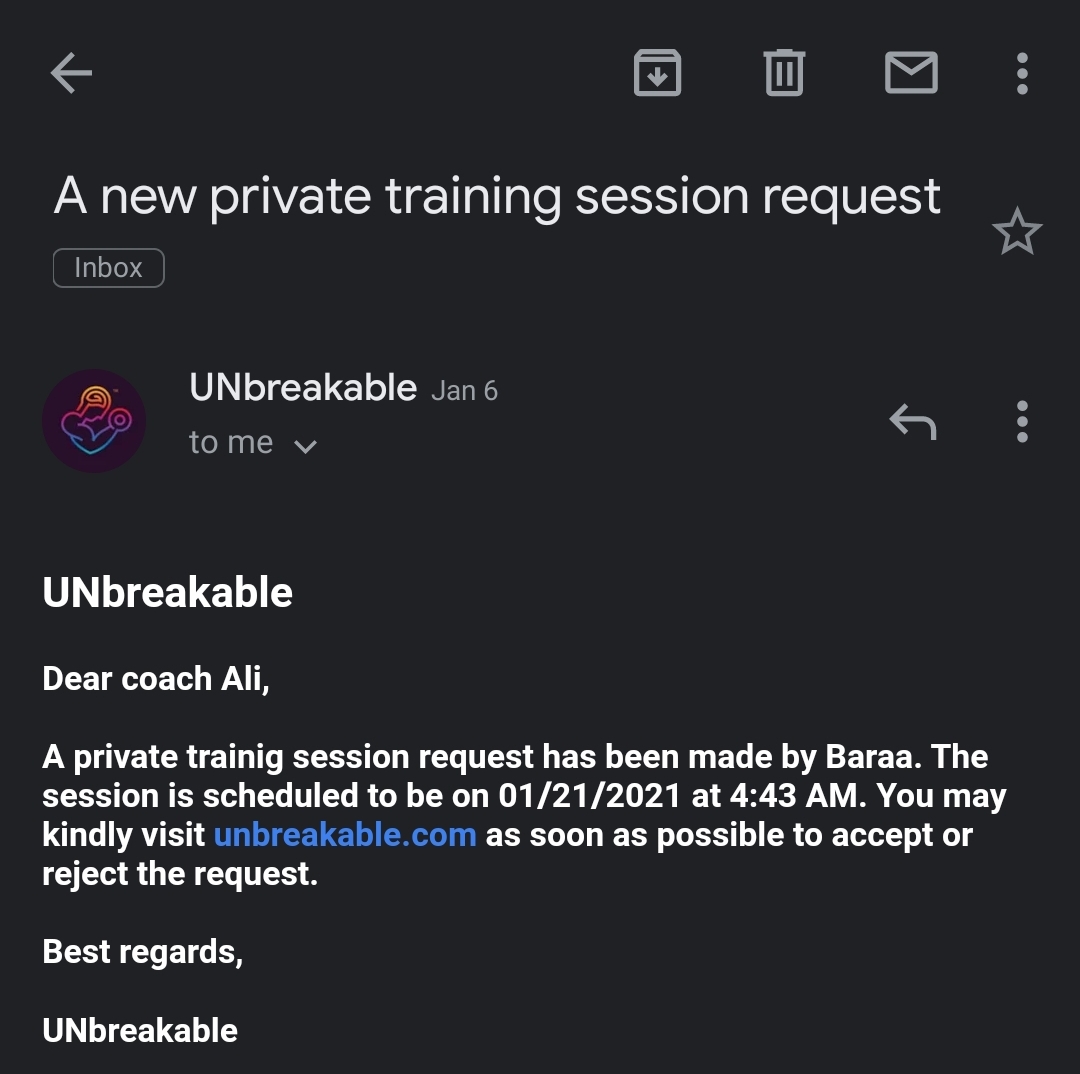 A new private training session request
Inbox
UNbreakable Jan 6
to me
UNbreakable
Dear coach Ali,
A private trainig session request has been made by Baraa. The
session is scheduled to be on 01/21/2021 at 4:43 AM. You may
kindly visit unbreakable.com as soon as possible to accept or
reject the request.
Best regards,
UNbreakable